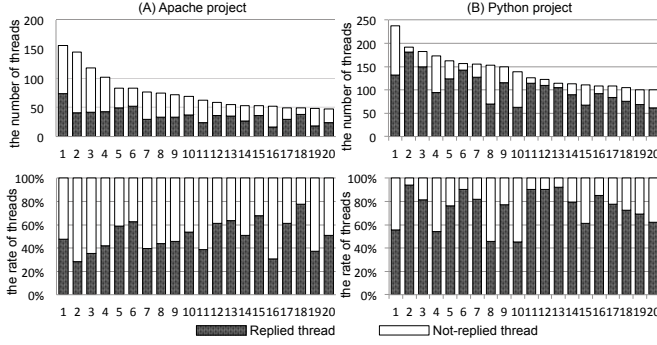 (A) Apache project
(B) Python project
the number of threads
200
150
100
50
0
1 2 3 4 5 6 7 8 9 10 11 12 13 14 15 16 17 18 19 20
the number of threads
250
200
150
100
50
0
1 2 3 4 5 6 7 8 9 10 11 12 13 14 15 16 17 18 19 20
the rate of threads
100%
80%
60%
40%
20%
0%
1 2 3 4 5 6 7 8 9 10 11 12 13 14 15 16 17 18 19 20
the rate of threads
100%
80%
60%
40%
20%
0%
1 2 3 4 5 6 7 8 9 10 11 12 13 14 15 16 17 18 19 20
Replied thread
Not-replied thread